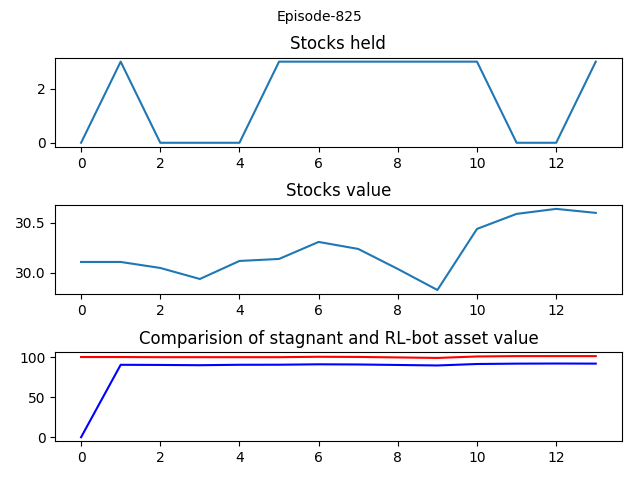 Episode-825
Stocks held
2
0
0 2 4 6 8 10 12
Stocks value
30.5
30.0
0 2 4 6 8 10 12
Comparision of stagnant and RL-bot asset value
100
50
0
0 2 4 6 8 10 12